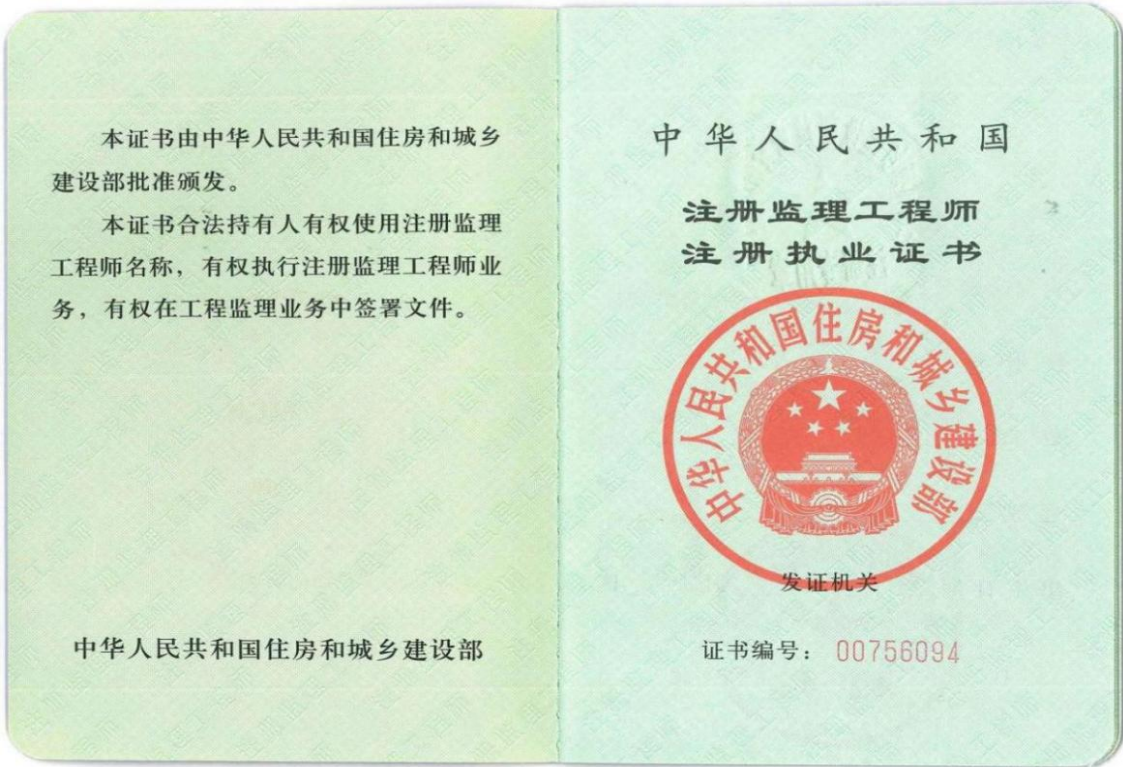 本证书由中华人民共和国住房和城乡
建设部批准颁发。
本证书合法持有人有权使用注册监理
工程师名称，有权执行注册监理工程师业
务，有权在工程监理业务中签署文件。
中华人民共和国住房和城乡建设部
中华人民共和国
注册监理工程师
注册执业证书
中华人民共和国住房和城乡建设部
发证机关
证书编号： 00756094